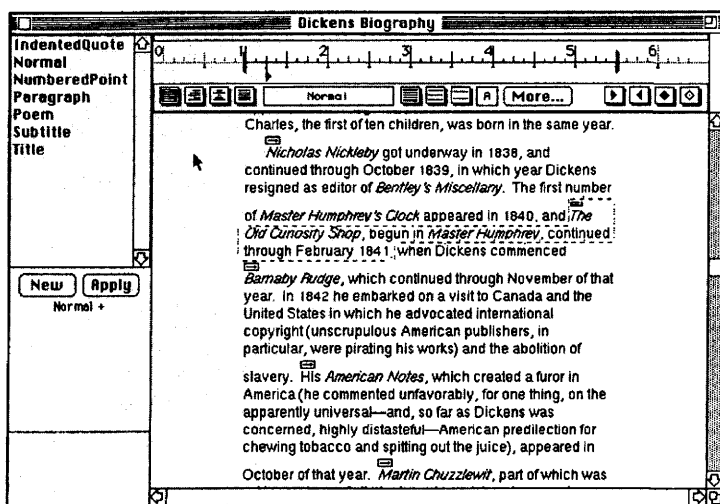 Dickens Biography
IndentedQuote
Normal
NumberedPoint
Paragraph
Poem
Subtitle
Title
New Apply
Normal +
0 1 2 3 4 5 6
Normal A More...
Charles, the first of ten children, was born in the same year.
Nicholas Nickleby got underway in 1838, and
continued through October 1839, in which year Dickens
resigned as editor of Bentley's Miscellany. The first number
of Master Humphrey's Clock appeared in 1840, and The
Old Curiosity Shop, begun in Master Humphrey, continued
through February 1841, when Dickens commenced
Barnaby Rudge, which continued through November of that
year. In 1842 he embarked on a visit to Canada and the
United States in which he advocated international
copyright (unscrupulous American publishers, in
particular, were pirating his works) and the abolition of
slavery. His American Notes, which created a furor in
America (he commented unfavorably, for one thing, on the
apparently universal—and, so far as Dickens was
concerned, highly distasteful—American predilection for
chewing tobacco and spitting out the juice), appeared in
October of that year. Martin Chuzzlewit, part of which was